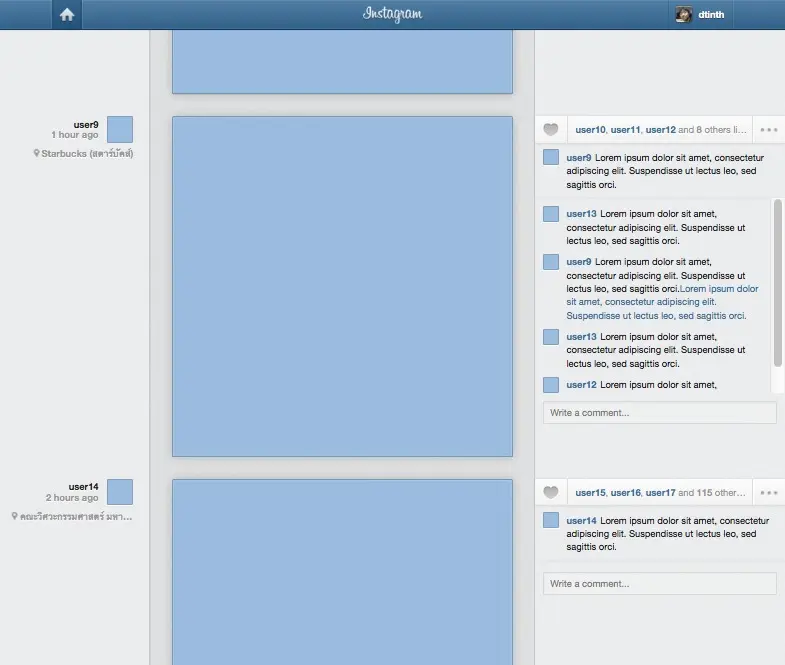 Instagram
dtinth
user9
1 hour ago
Starbucks (สตาร์บัคส์)
user10, user11, user12 and 8 others li...
user9 Lorem ipsum dolor sit amet, consectetur
adipiscing elit. Suspendisse ut lectus leo, sed
sagittis orci.
user13 Lorem ipsum dolor sit amet,
consectetur adipiscing elit. Suspendisse ut
lectus leo, sed sagittis orci.
user9 Lorem ipsum dolor sit amet,
consectetur adipiscing elit. Suspendisse ut
lectus leo, sed sagittis orci.Lorem ipsum dolor
sit amet, consectetur adipiscing elit.
Suspendisse ut lectus leo, sed sagittis orci.
user13 Lorem ipsum dolor sit amet,
consectetur adipiscing elit. Suspendisse ut
lectus leo, sed sagittis orci.
user12 Lorem ipsum dolor sit amet,
Write a comment...
user14
2 hours ago
คณะวิศวะกรรมศาสตร์ มหา...
user15, user16, user17 and 115 other...
user14 Lorem ipsum dolor sit amet, consectetur
adipiscing elit. Suspendisse ut lectus leo, sed
sagittis orci.
Write a comment...